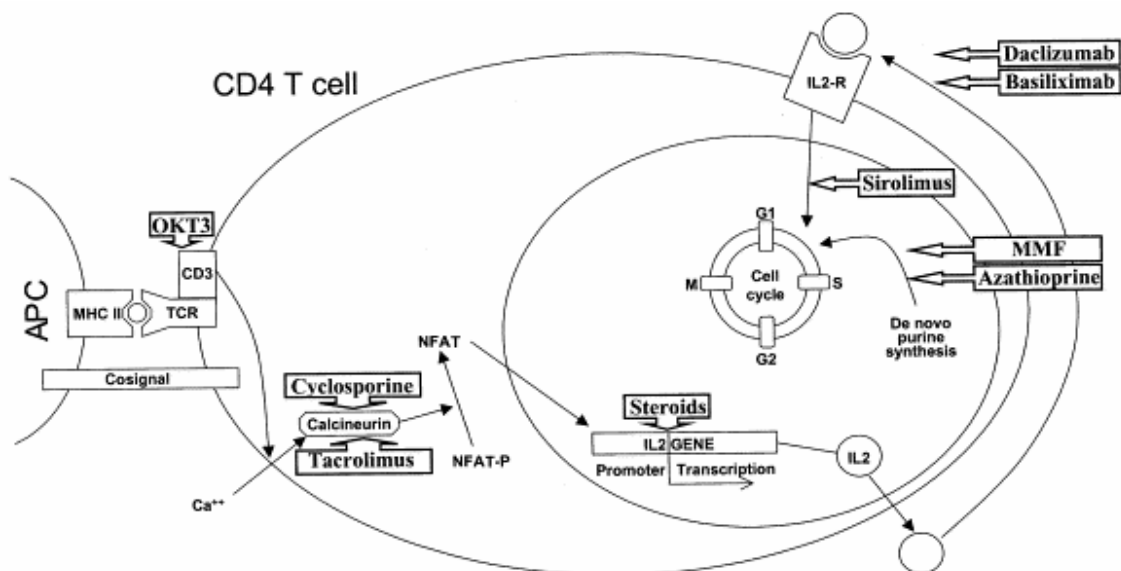 CD4 T cell
IL2-R
Daclizumab
Basiliximab
Sirolimus
OKT3
CD3
APC
MHC II
TCR
Cosignal
G1
M
Cell
cycle
S
G2
MMF
Azathioprine
De novo
purine
synthesis
NFAT
Cyclosporine
Calcineurin
Tacrolimus
NFAT-P
Ca++
Steroids
IL2 GENE
Promoter
Transcription
IL2